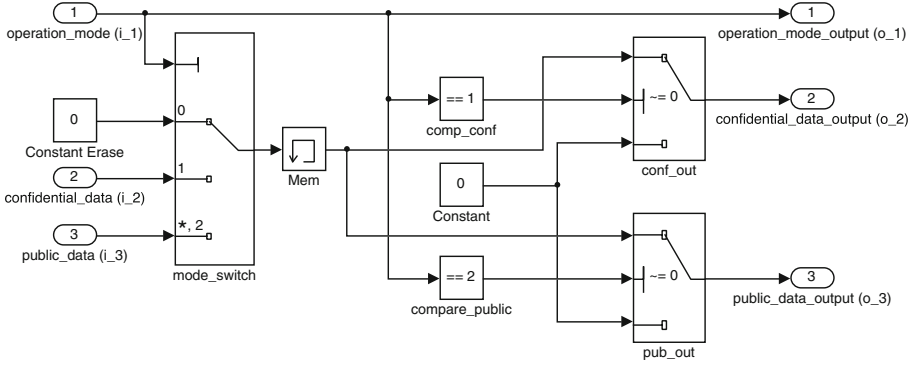 1
1
operation_mode (i_1)
operation_mode_output (o_1)
0
== 1
~= 0
2
0
comp_conf
confidential_data_output (o_2)
Constant Erase
1
2
Mem
0
conf_out
confidential_data (i_2)
Constant
*, 2
3
public_data (i_3)
mode_switch
== 2
~= 0
3
compare_public
public_data_output (o_3)
pub_out